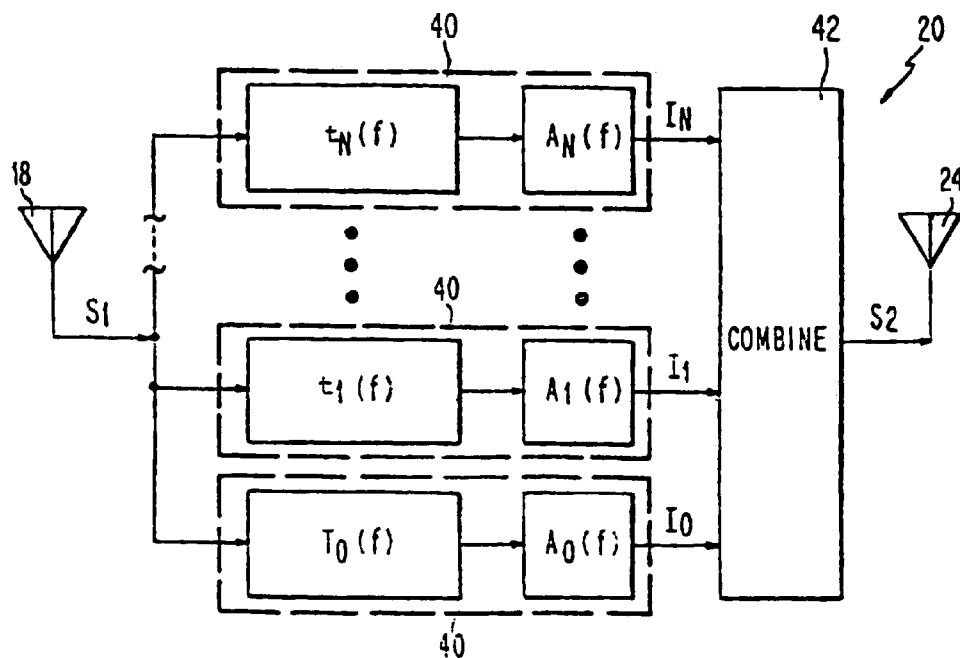 40
42
20
tN(f)
AN(f)
IN
18
24
S1
40
COMBINE
S2
t1(f)
A1(f)
I1
T0(f)
A0(f)
I0
40